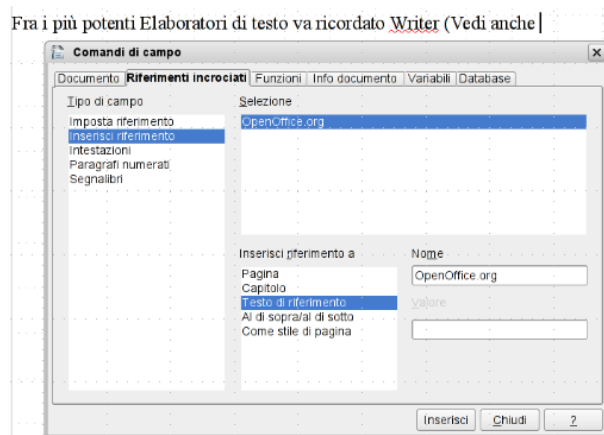 Fra i più potenti Elaboratori di testo va ricordato Writer (Vedi anche
Comandi di campo
Documento Riferimenti incrociati Funzioni Info documento Variabili Database
Tipo di campo
Imposta riferimento
Inserisci riferimento
Intestazioni
Paragrafi numerati
Segnalibri
Selezione
OpenOffice.org
Inserisci riferimento a
Pagina
Capitolo
Testo di riferimento
Al di sopra/al di sotto
Come stile di pagina
Nome
OpenOffice.org
Valore
Inserisci Chiudi ?